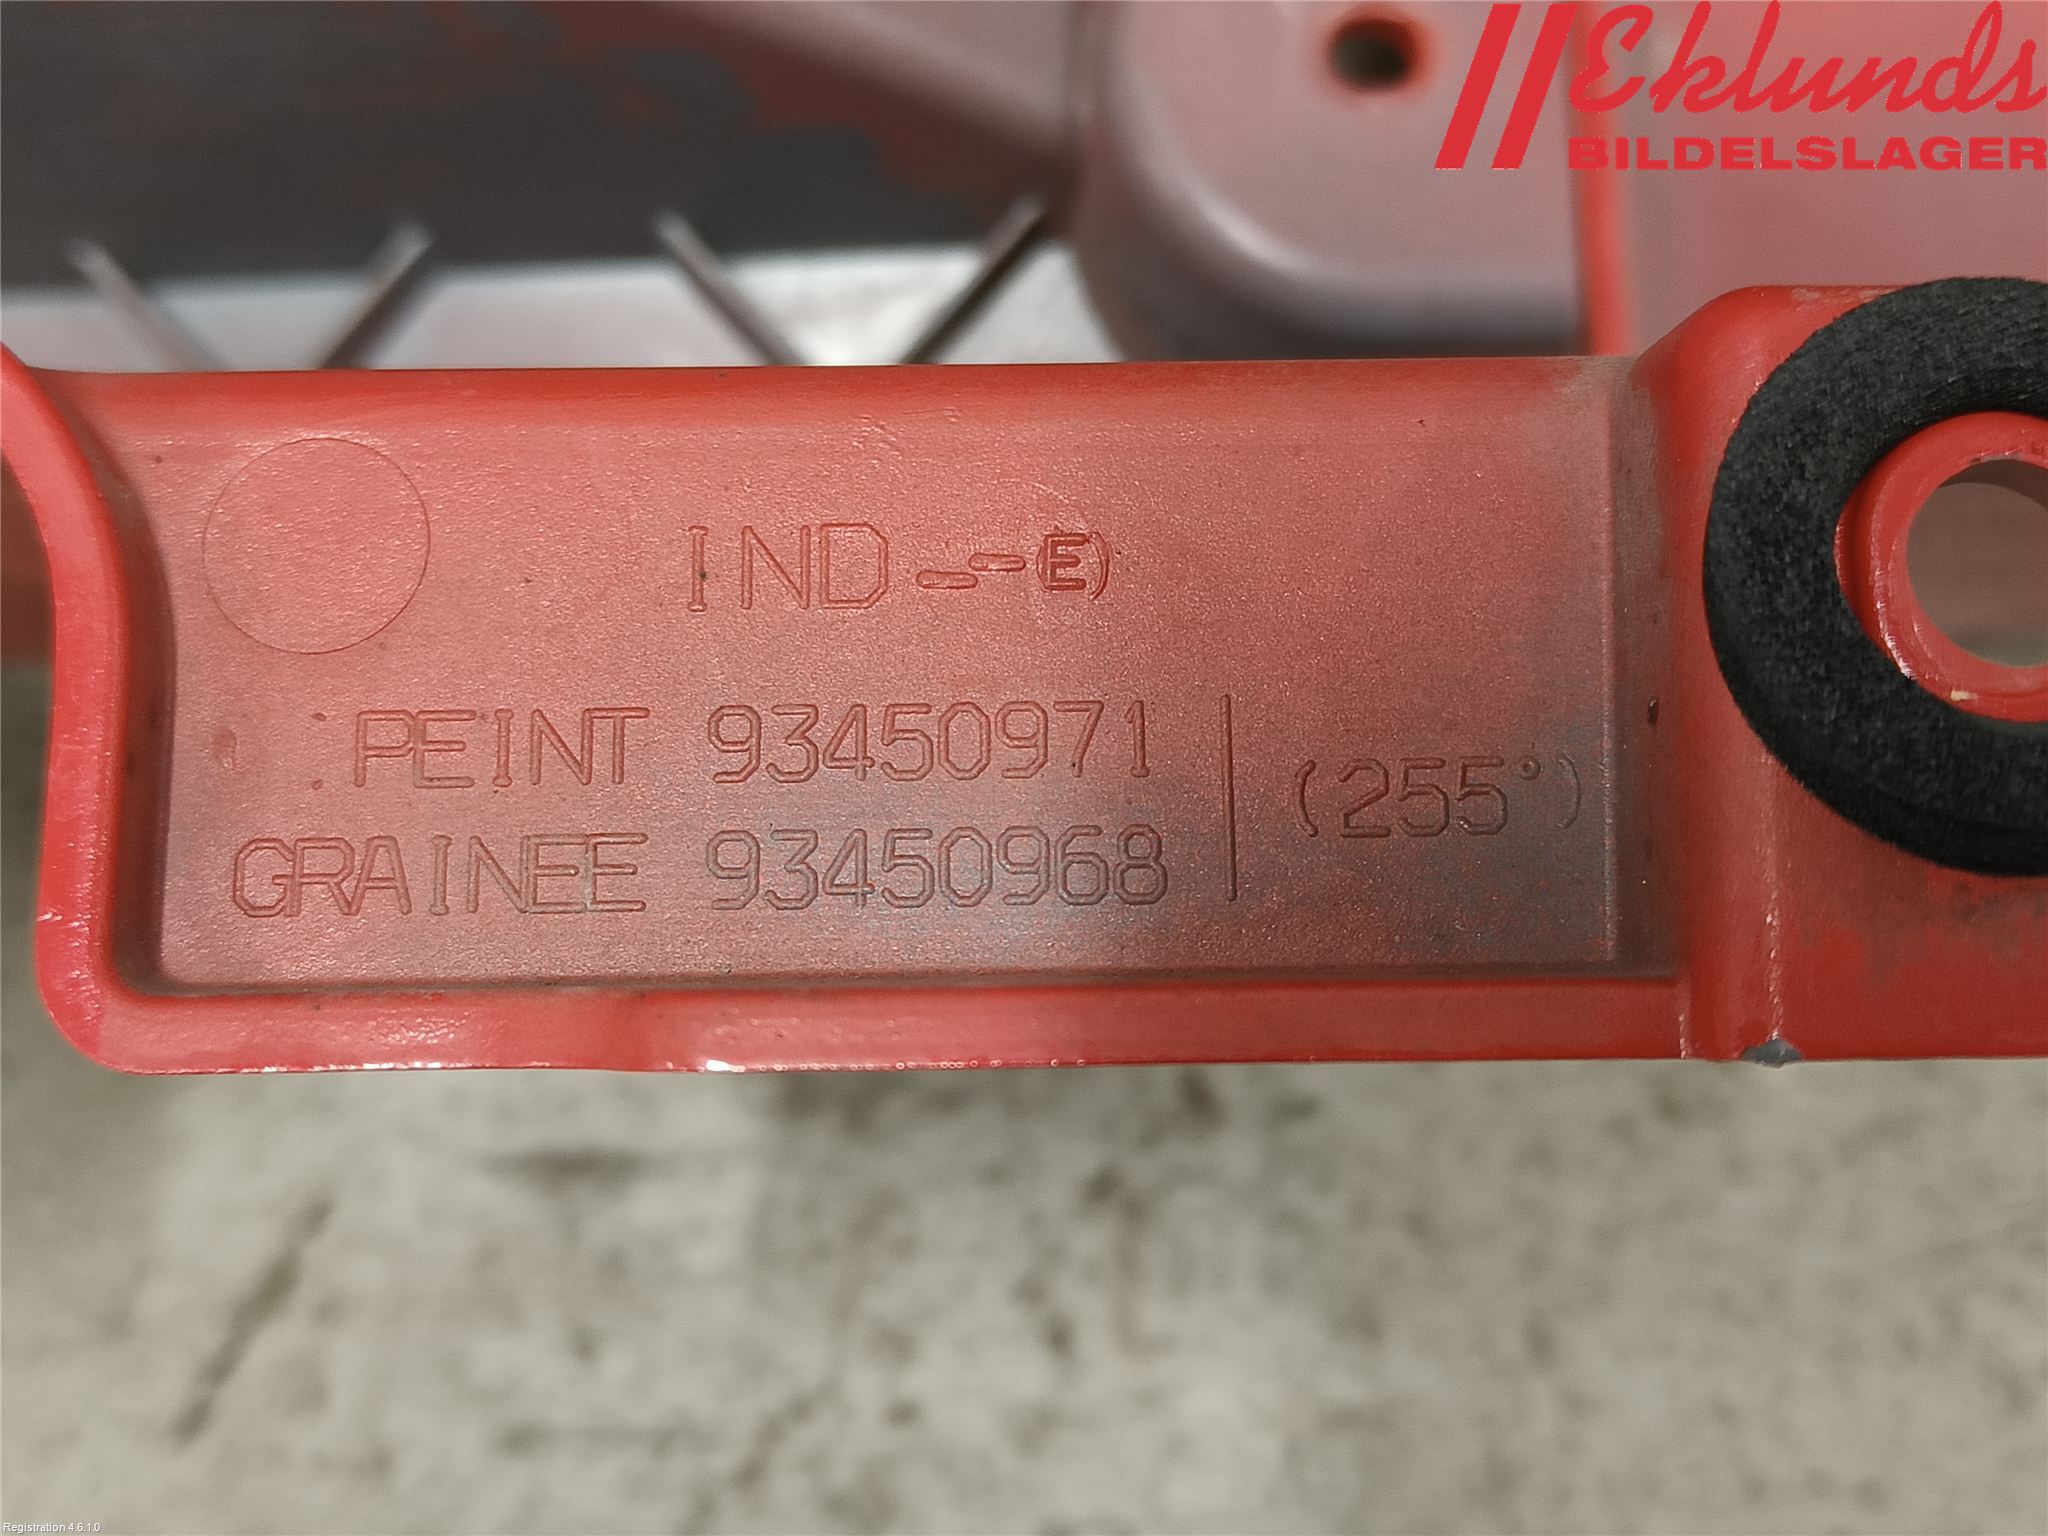 Eklunds
BILDELSLAGER
IND -- (E)
PEINT 93450971
GRAINEE 93450968
(255°)
Registration 4.6.1.0